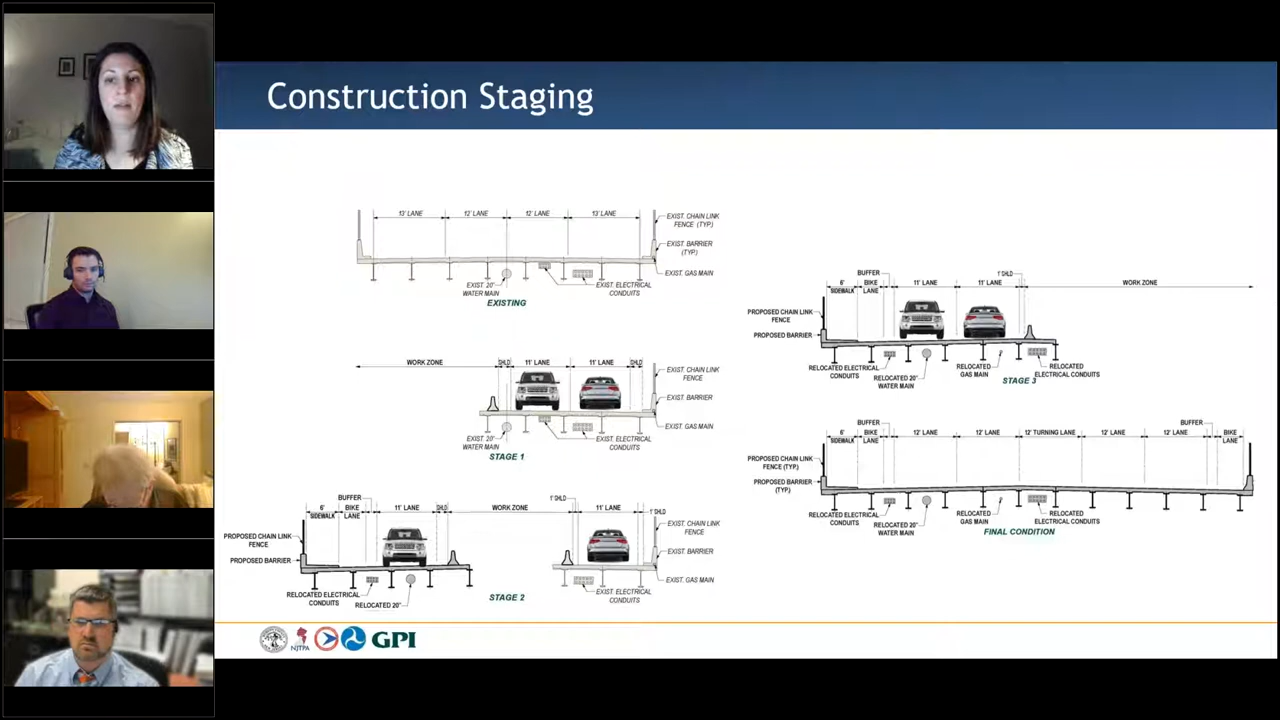 Construction Staging
13' LANE 12' LANE 12' LANE 13' LANE
EXIST. CHAIN LINK
FENCE (TYP.)
EXIST. BARRIER
(TYP.)
EXIST. GAS MAIN
EXIST. 20"
WATER MAIN
EXIST. ELECTRICAL
CONDUITS
EXISTING
WORK ZONE SHLD 11' LANE 11' LANE SHLD
EXIST. CHAIN LINK
FENCE
EXIST. BARRIER
EXIST. GAS MAIN
EXIST. 20"
WATER MAIN
EXIST. ELECTRICAL
CONDUITS
STAGE 1
BUFFER
6'
SIDEWALK
BIKE
LANE
11' LANE SHLD WORK ZONE 1' SHLD 11' LANE 1' SHLD
PROPOSED CHAIN LINK
FENCE
PROPOSED BARRIER
EXIST. CHAIN LINK
FENCE
EXIST. BARRIER
EXIST. GAS MAIN
RELOCATED ELECTRICAL
CONDUITS
RELOCATED 20"
EXIST. ELECTRICAL
CONDUITS
STAGE 2
BUFFER
6'
SIDEWALK
BIKE
LANE
11' LANE 11' LANE 1' SHLD WORK ZONE
PROPOSED CHAIN LINK
FENCE
PROPOSED BARRIER
RELOCATED ELECTRICAL
CONDUITS
RELOCATED 20"
WATER MAIN
RELOCATED
GAS MAIN
RELOCATED
ELECTRICAL CONDUITS
STAGE 3
BUFFER
6'
SIDEWALK
BIKE
LANE
12' LANE 12' LANE 12' TURNING LANE 12' LANE 12' LANE
BUFFER
BIKE
LANE
PROPOSED CHAIN LINK
FENCE (TYP.)
PROPOSED BARRIER
(TYP.)
RELOCATED ELECTRICAL
CONDUITS
RELOCATED 20"
WATER MAIN
RELOCATED
GAS MAIN
RELOCATED
ELECTRICAL CONDUITS
FINAL CONDITION
NJTPA
GPI